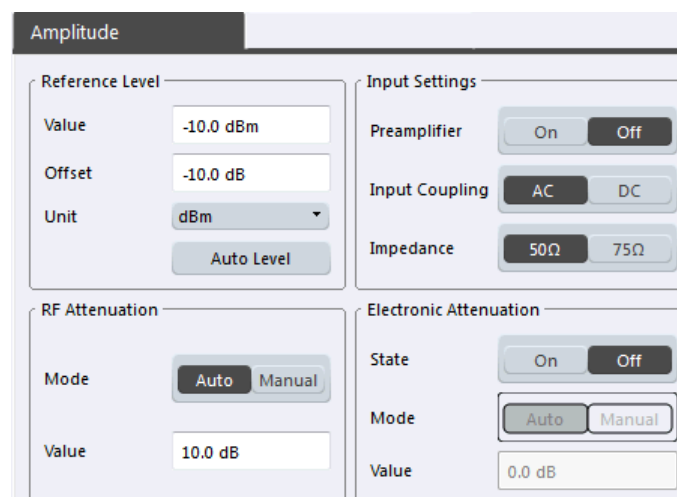 Amplitude
Reference Level
Value -10.0 dBm
Offset -10.0 dB
Unit dBm
Auto Level
Input Settings
Preamplifier On Off
Input Coupling AC DC
Impedance 50Ω 75Ω
RF Attenuation
Mode Auto Manual
Value 10.0 dB
Electronic Attenuation
State On Off
Mode Auto Manual
Value 0.0 dB